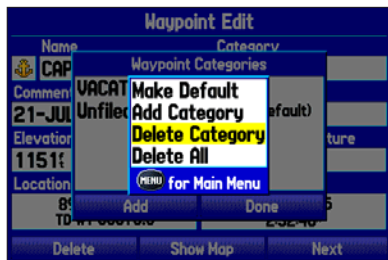 Waypoint Edit
Name Category
CAP
Waypoint Categories
Comment
VACAT
Make Default
21-JUL
Unfiled
Add Category
efault)
Elevation
Delete Category
ture
1151
Delete All
Location
MENU for Main Menu
Add Done
Delete Show Map Next